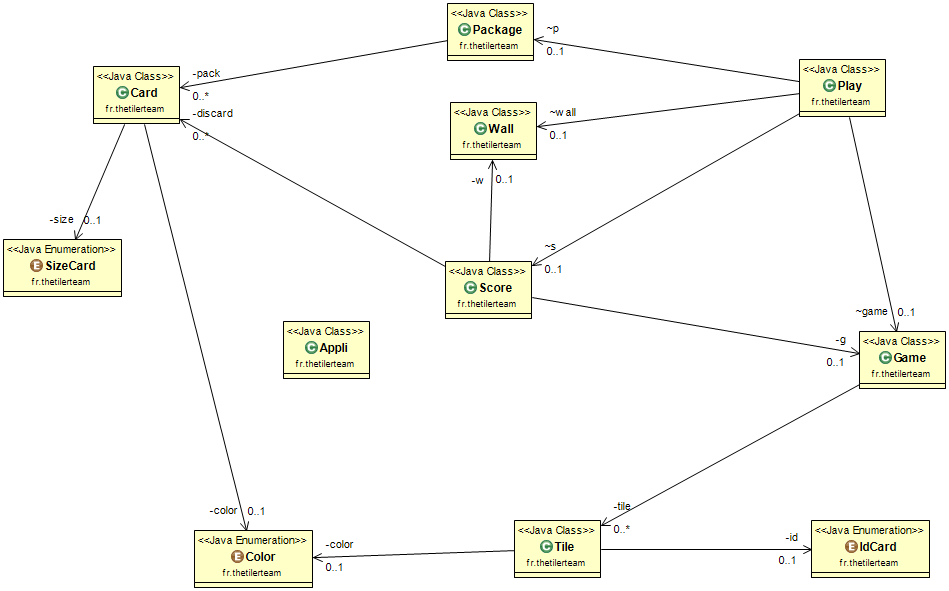 <<Java Class>>
Package
fr.thetilerteam
~p
0..1
<<Java Class>>
Play
fr.thetilerteam
<<Java Class>>
Card
fr.thetilerteam
-pack
0..*
-discard
0..*
<<Java Class>>
Wall
fr.thetilerteam
~wall
0..1
-w 0..1
-size 0..1
<<Java Enumeration>>
SizeCard
fr.thetilerteam
~s
0..1
<<Java Class>>
Score
fr.thetilerteam
~game 0..1
-g
0..1
<<Java Class>>
Game
fr.thetilerteam
<<Java Class>>
Appli
fr.thetilerteam
-color 0..1
<<Java Enumeration>>
Color
fr.thetilerteam
-color
0..1
-tile
0..*
<<Java Class>>
Tile
fr.thetilerteam
-id
0..1
<<Java Enumeration>>
IdCard
fr.thetilerteam